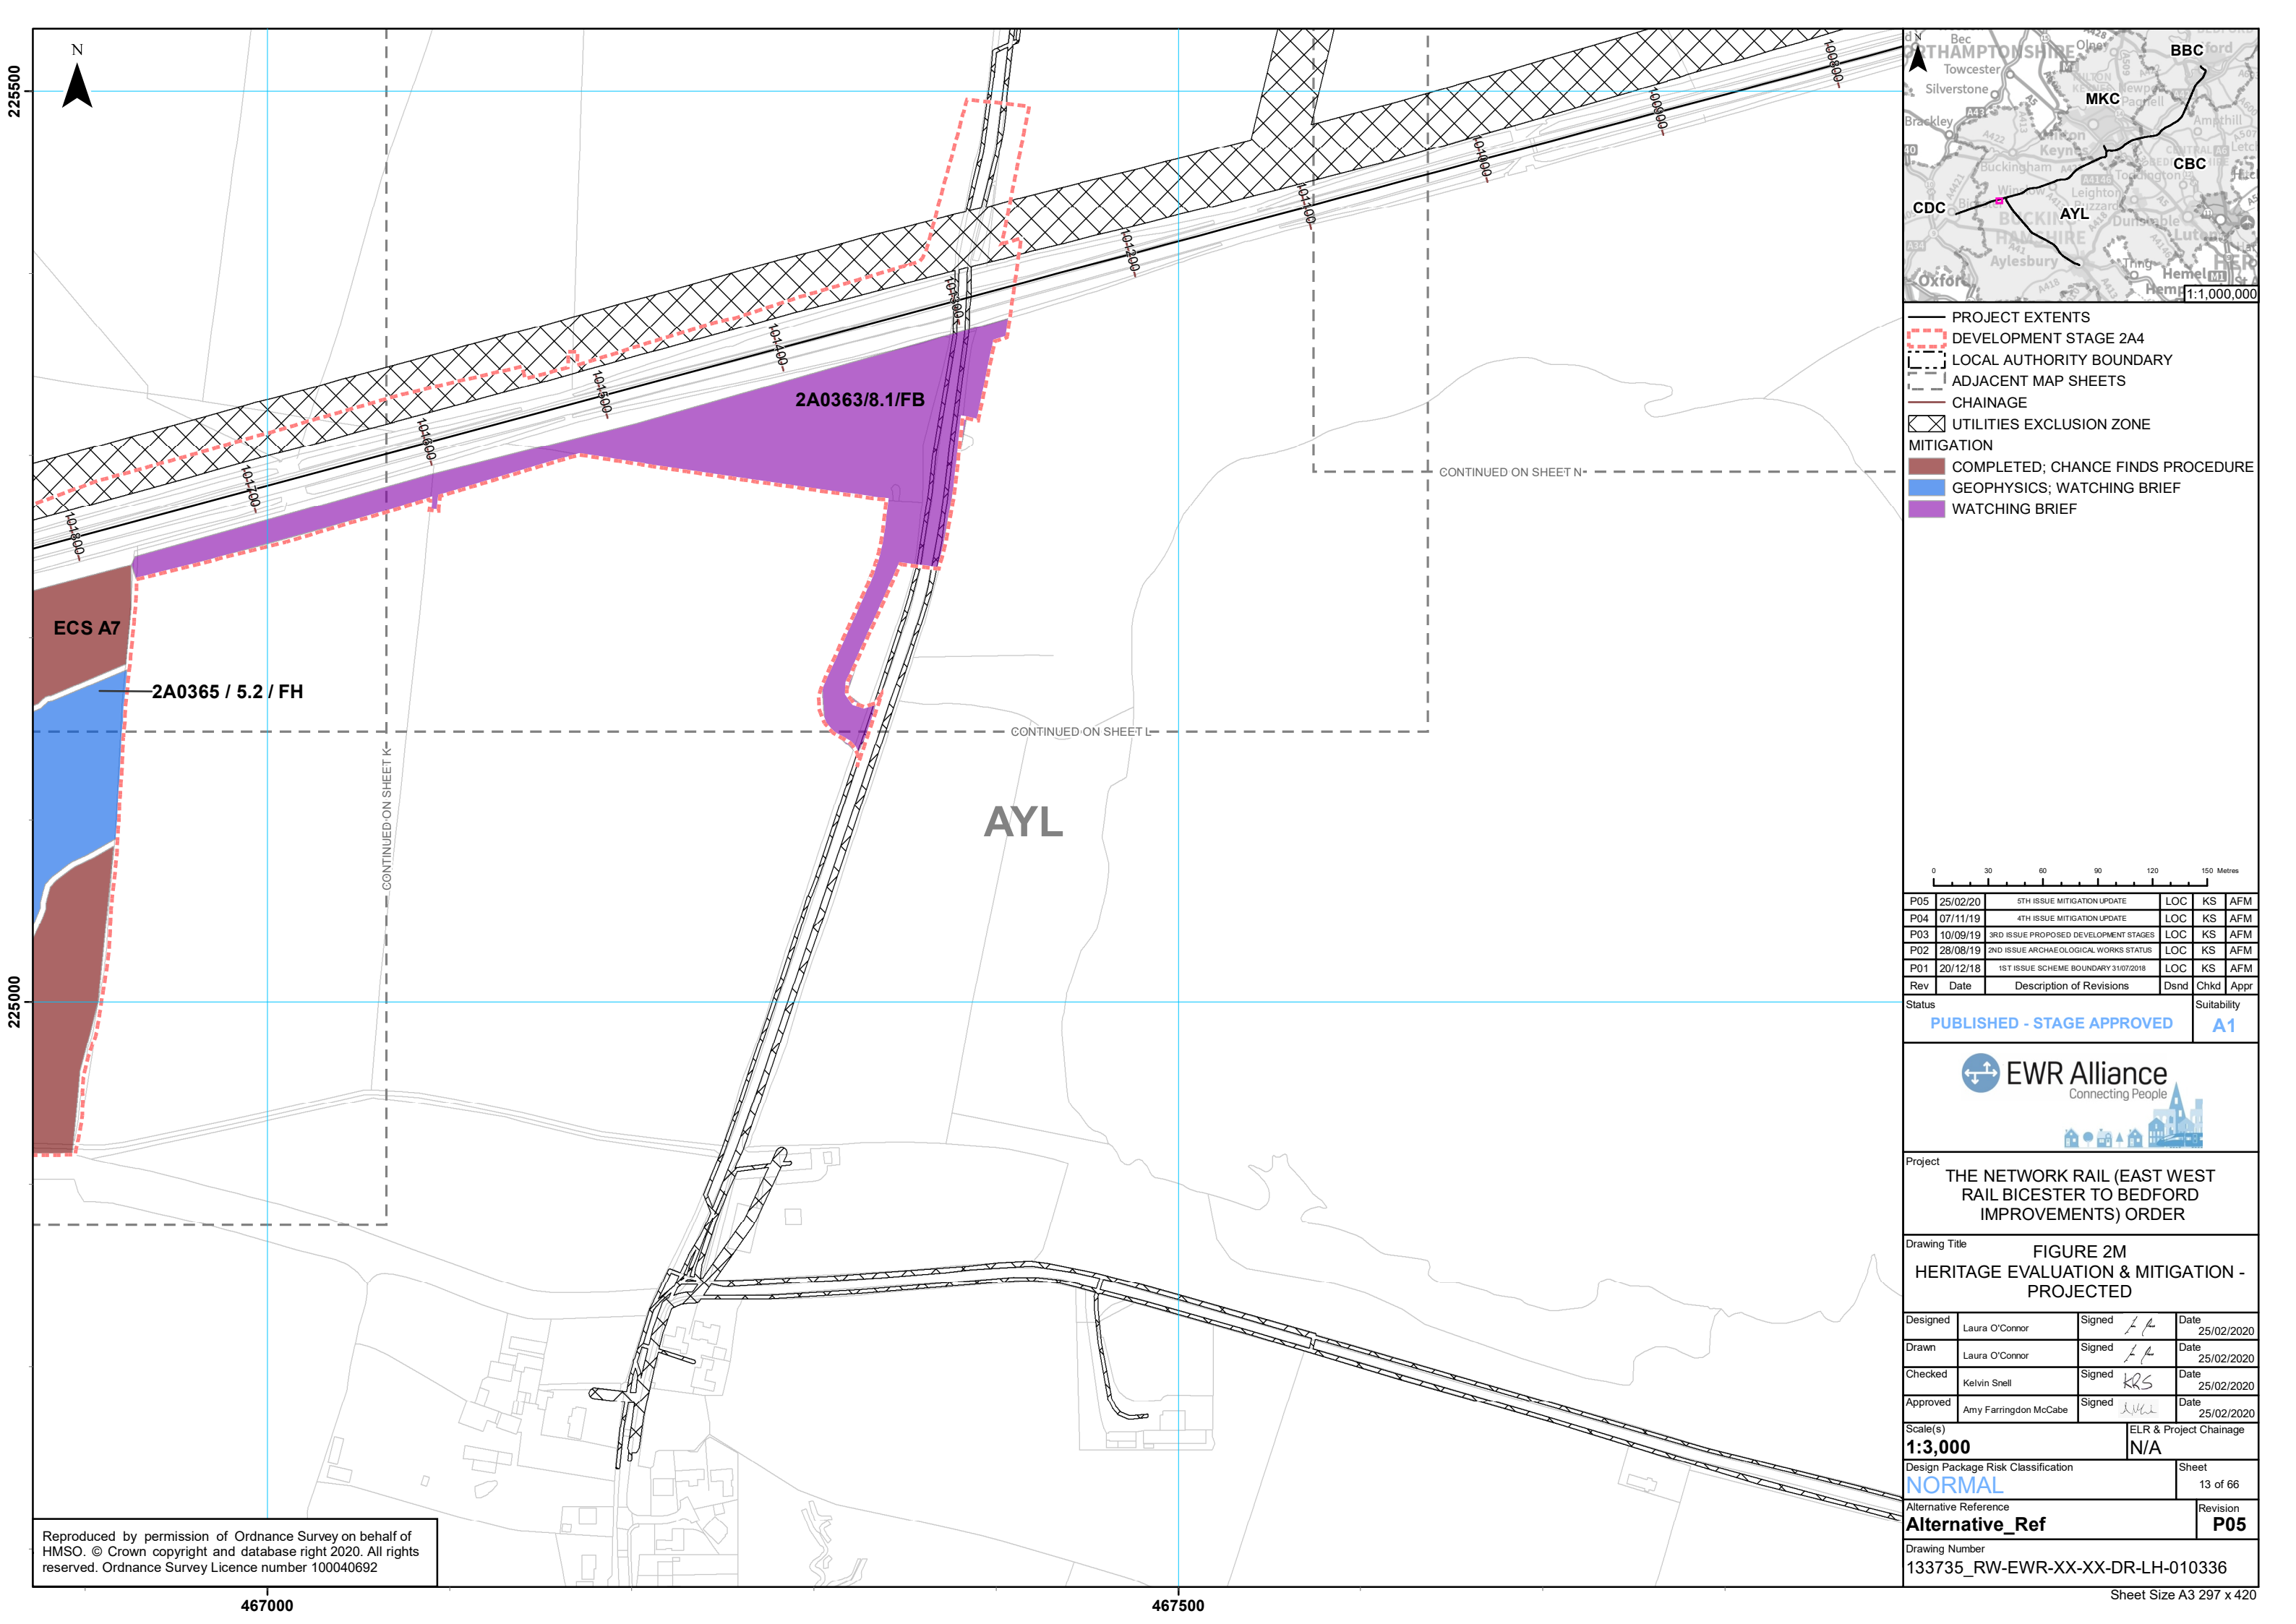 N
225500
225000
467000
467500
100800
100900
101000
101100
101200
101300
101400
101500
101600
101700
101800
2A0363/8.1/FB
ECS A7
2A0365 / 5.2 / FH
CONTINUED ON SHEET N
CONTINUED ON SHEET L
CONTINUED ON SHEET K
AYL
Reproduced by permission of Ordnance Survey on behalf of
HMSO. © Crown copyright and database right 2020. All rights
reserved. Ordnance Survey Licence number 100040692
N
BBC
MKC
CBC
CDC
AYL
Towcester
Silverstone
Brackley
Buckingham
Aylesbury
Ampthill
Leighton
Buzzard
Dunstable
Tring
Oxford
1:1,000,000
PROJECT EXTENTS
DEVELOPMENT STAGE 2A4
LOCAL AUTHORITY BOUNDARY
ADJACENT MAP SHEETS
CHAINAGE
UTILITIES EXCLUSION ZONE
MITIGATION
COMPLETED; CHANCE FINDS PROCEDURE
GEOPHYSICS; WATCHING BRIEF
WATCHING BRIEF
0 30 60 90 120 150 Metres
P05 25/02/20 5TH ISSUE MITIGATION UPDATE LOC KS AFM
P04 07/11/19 4TH ISSUE MITIGATION UPDATE LOC KS AFM
P03 10/09/19 3RD ISSUE PROPOSED DEVELOPMENT STAGES LOC KS AFM
P02 28/08/19 2ND ISSUE ARCHAEOLOGICAL WORKS STATUS LOC KS AFM
P01 20/12/18 1ST ISSUE SCHEME BOUNDARY 31/07/2018 LOC KS AFM
Rev Date Description of Revisions Dsnd Chkd Appr
Status Suitability
PUBLISHED - STAGE APPROVED A1
EWR Alliance
Connecting People
Project
THE NETWORK RAIL (EAST WEST
RAIL BICESTER TO BEDFORD
IMPROVEMENTS) ORDER
Drawing Title
FIGURE 2M
HERITAGE EVALUATION & MITIGATION -
PROJECTED
Designed Laura O'Connor Signed Date 25/02/2020
Drawn Laura O'Connor Signed Date 25/02/2020
Checked Kelvin Snell Signed KRS Date 25/02/2020
Approved Amy Farringdon McCabe Signed Date 25/02/2020
Scale(s) ELR & Project Chainage
1:3,000 N/A
Design Package Risk Classification Sheet
NORMAL 13 of 66
Alternative Reference Revision
Alternative_Ref P05
Drawing Number
133735_RW-EWR-XX-XX-DR-LH-010336
Sheet Size A3 297 x 420